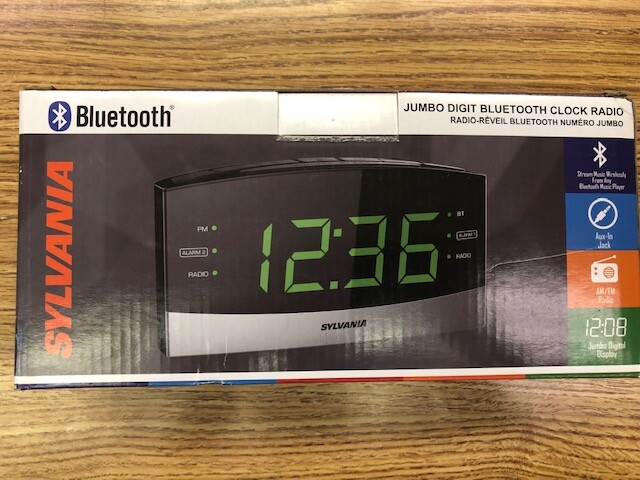 Bluetooth®
JUMBO DIGIT BLUETOOTH CLOCK RADIO
RADIO-RÉVEIL BLUETOOTH NUMÉRO JUMBO
SYLVANIA
PM
ALARM 2
RADIO
12:36
BT
ALARM 1
RADIO
SYLVANIA
Stream Music Wirelessly
From Any
Bluetooth Music Player
Aux-In
Jack
AM/FM
Radio
12:08
Jumbo Digital
Display